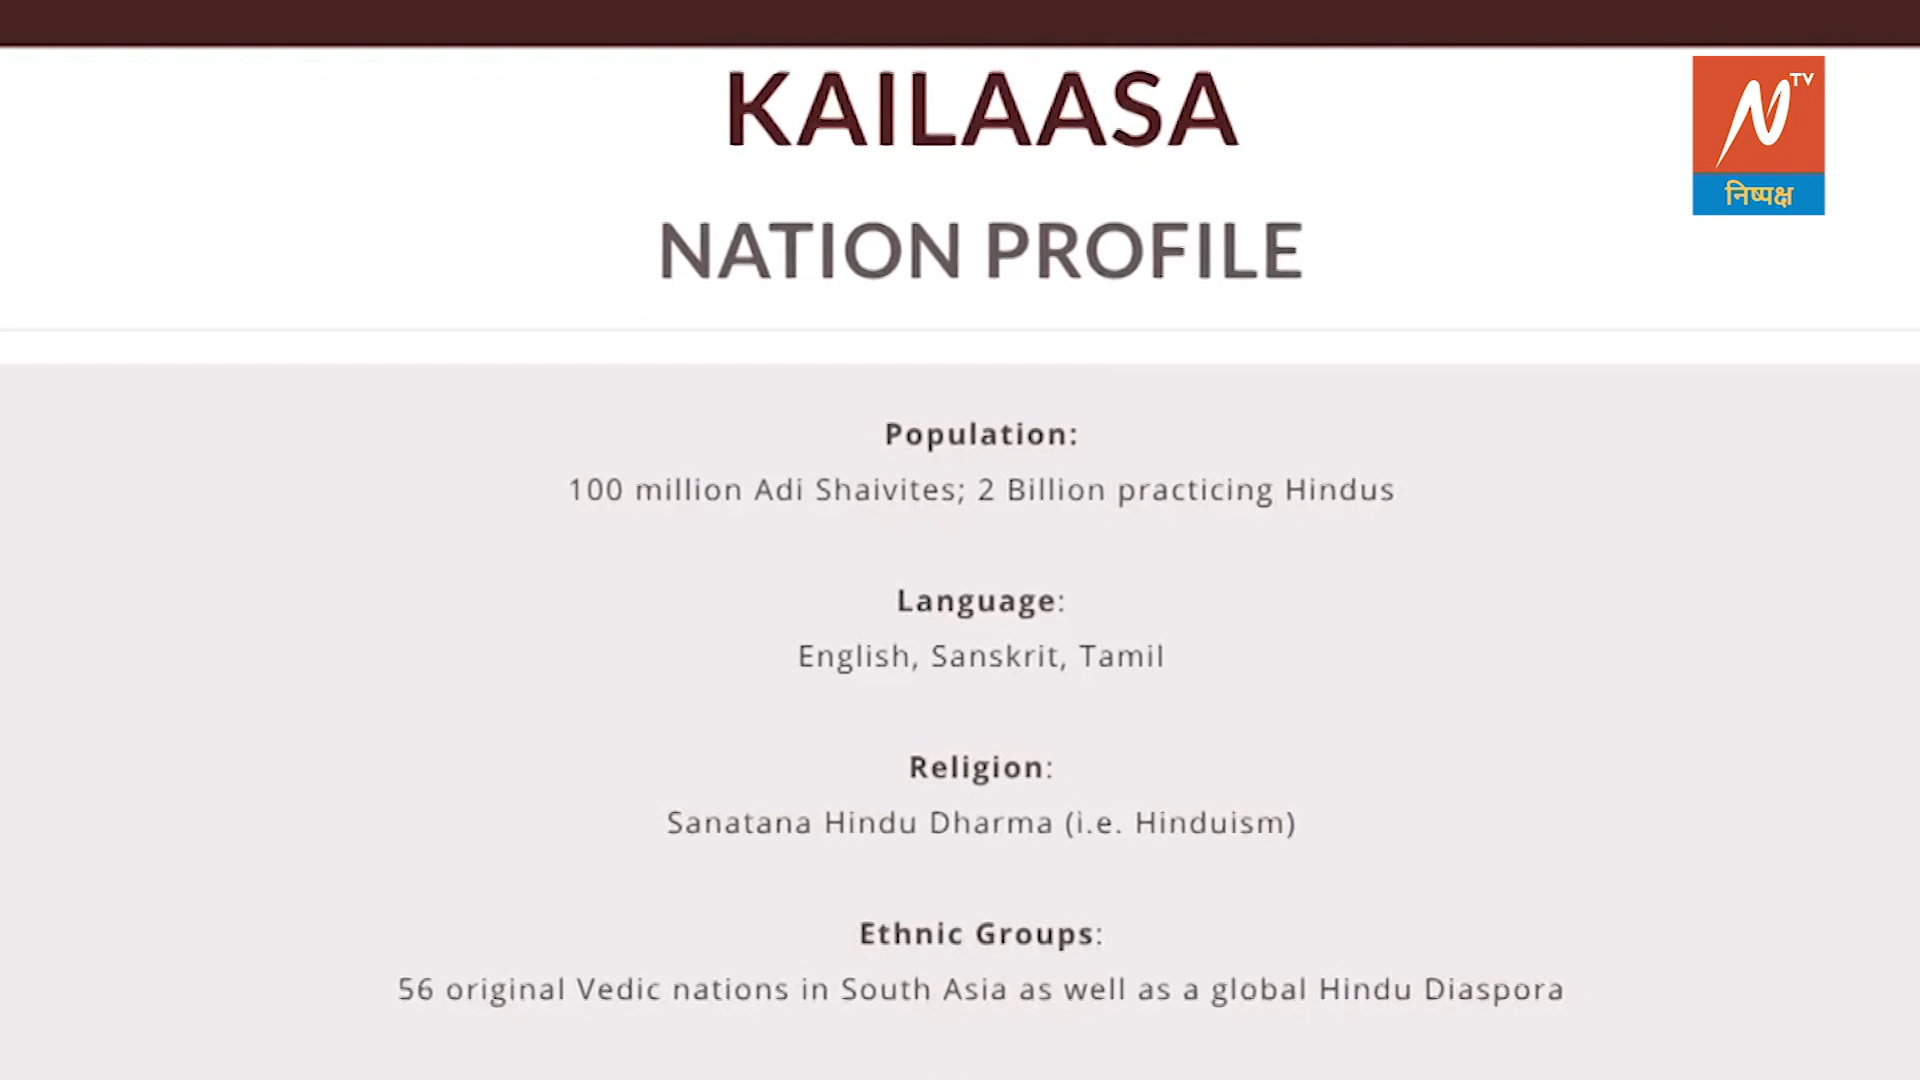 KAILAASA
TV
N
निष्पक्ष
NATION PROFILE
Population:
100 million Adi Shaivites; 2 Billion practicing Hindus
Language:
English, Sanskrit, Tamil
Religion:
Sanatana Hindu Dharma (i.e. Hinduism)
Ethnic Groups:
56 original Vedic nations in South Asia as well as a global Hindu Diaspora